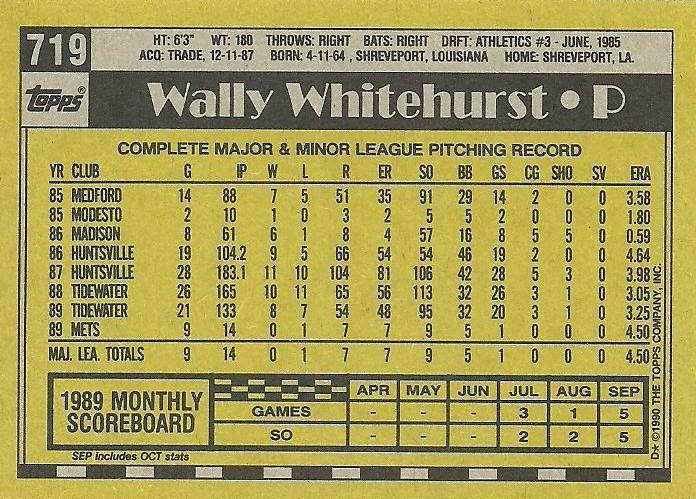 719
HT: 6'3" WT: 180 THROWS: RIGHT BATS: RIGHT DRFT: ATHLETICS #3 - JUNE, 1985
ACQ: TRADE, 12-11-87 BORN: 4-11-64 , SHREVEPORT, LOUISIANA HOME: SHREVEPORT, LA.
Topps®
Wally Whitehurst • P
COMPLETE MAJOR & MINOR LEAGUE PITCHING RECORD
YR CLUB G IP W L R ER SO BB GS CG SHO SV ERA
85 MEDFORD 14 88 7 5 51 35 91 29 14 2 0 0 3.58
85 MODESTO 2 10 1 0 3 2 5 5 2 0 0 0 1.80
86 MADISON 8 61 6 1 8 4 57 16 8 5 5 0 0.59
86 HUNTSVILLE 19 104.2 9 5 66 54 54 46 19 2 0 0 4.64
87 HUNTSVILLE 28 183.1 11 10 104 81 106 42 28 5 3 0 3.98
88 TIDEWATER 26 165 10 11 65 56 113 32 26 3 1 0 3.05
89 TIDEWATER 21 133 8 7 54 48 95 32 20 3 1 0 3.25
89 METS 9 14 0 1 7 7 9 5 1 0 0 0 4.50
MAJ. LEA. TOTALS 9 14 0 1 7 7 9 5 1 0 0 0 4.50
1989 MONTHLY SCOREBOARD
APR MAY JUN JUL AUG SEP
GAMES - - - 3 1 5
SO - - - 2 2 5
SEP includes OCT stats
D* ©1990 THE TOPPS COMPANY, INC.